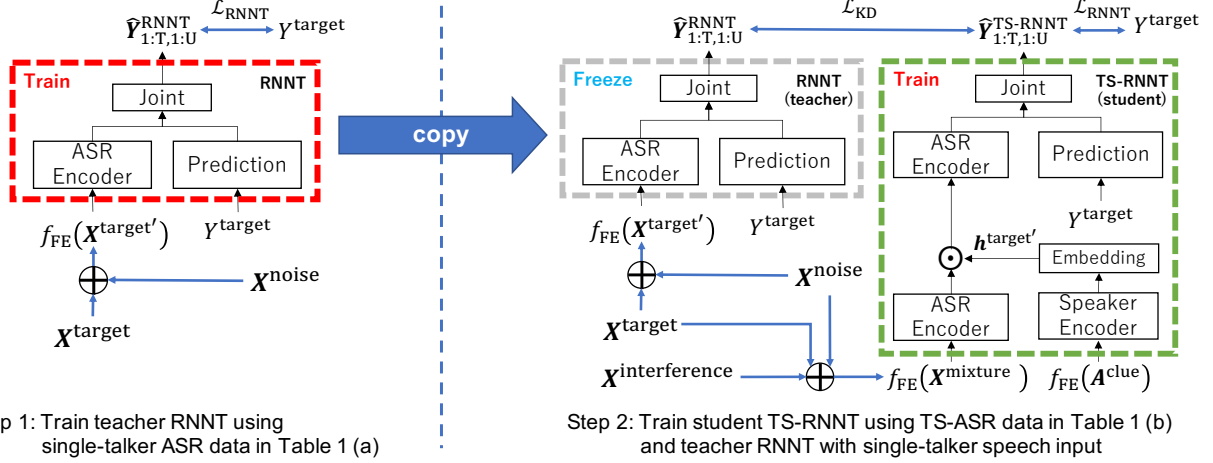 ℒ_RNNT
Ŷ^RNNT_1:T,1:U
Y^target
Train
RNNT
Joint
ASR Encoder
Prediction
f_FE(X^target′)
Y^target
X^noise
X^target
p 1: Train teacher RNNT using
single-talker ASR data in Table 1 (a)
copy
ℒ_KD
ℒ_RNNT
Ŷ^RNNT_1:T,1:U
Ŷ^TS-RNNT_1:T,1:U
Y^target
Freeze
RNNT
(teacher)
Joint
ASR
Encoder
Prediction
f_FE(X^target′)
Y^target
X^noise
X^target
X^interference
Train
TS-RNNT
(student)
Joint
ASR
Encoder
Prediction
Y^target
h^target′
Embedding
ASR
Encoder
Speaker
Encoder
f_FE(X^mixture )
f_FE(A^clue)
Step 2: Train student TS-RNNT using TS-ASR data in Table 1 (b)
and teacher RNNT with single-talker speech input